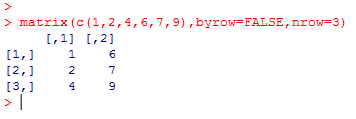 >
> matrix(c(1,2,4,6,7,9),byrow=FALSE,nrow=3)
     [,1] [,2]
[1,]    1    6
[2,]    2    7
[3,]    4    9
>